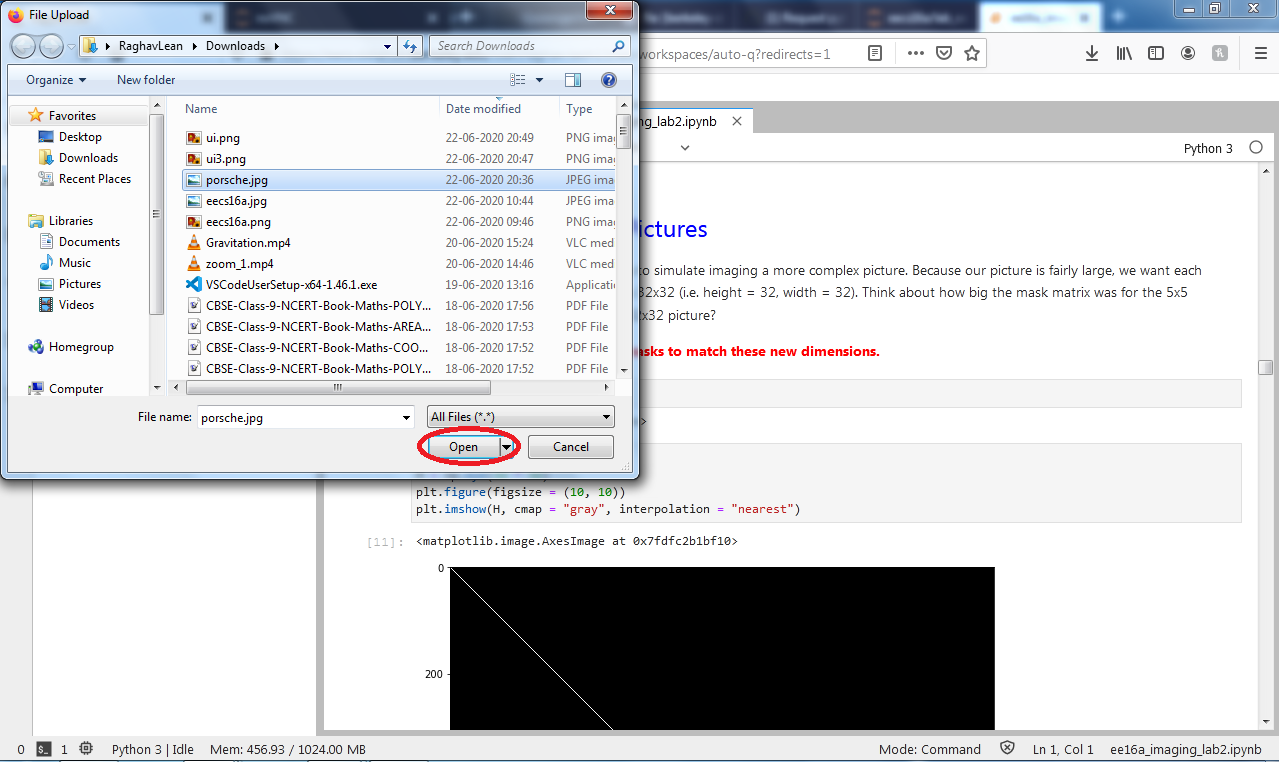 File Upload
RaghavLean Downloads
Search Downloads
Organize New folder
Name Date modified Type
Favorites
Desktop
Downloads
Recent Places
Libraries
Documents
Music
Pictures
Videos
Homegroup
Computer
ui.png 22-06-2020 20:49 PNG ima
ui3.png 22-06-2020 20:47 PNG ima
porsche.jpg 22-06-2020 20:36 JPEG ima
eecs16a.jpg 22-06-2020 10:44 JPEG ima
eecs16a.png 22-06-2020 09:46 PNG ima
Gravitation.mp4 20-06-2020 15:24 VLC med
zoom_1.mp4 20-06-2020 14:46 VLC med
VSCodeUserSetup-x64-1.46.1.exe 19-06-2020 13:16 Applicatio
CBSE-Class-9-NCERT-Book-Maths-POLY... 18-06-2020 17:56 PDF File
CBSE-Class-9-NCERT-Book-Maths-AREA... 18-06-2020 17:53 PDF File
CBSE-Class-9-NCERT-Book-Maths-COO... 18-06-2020 17:52 PDF File
CBSE-Class-9-NCERT-Book-Maths-POLY... 18-06-2020 17:52 PDF File
File name: porsche.jpg All Files (*.*)
Open Cancel
workspaces/auto-q?redirects=1
ng_lab2.ipynb
Python 3
ictures
to simulate imaging a more complex picture. Because our picture is fairly large, we want each
32x32 (i.e. height = 32, width = 32). Think about how big the mask matrix was for the 5x5
x32 picture?
asks to match these new dimensions.
>
plt.figure(figsize = (10, 10))
plt.imshow(H, cmap = "gray", interpolation = "nearest")
[11]: <matplotlib.image.AxesImage at 0x7fdfc2b1bf10>
0
200
0 1 Python 3 | Idle Mem: 456.93 / 1024.00 MB Mode: Command Ln 1, Col 1 ee16a_imaging_lab2.ipynb